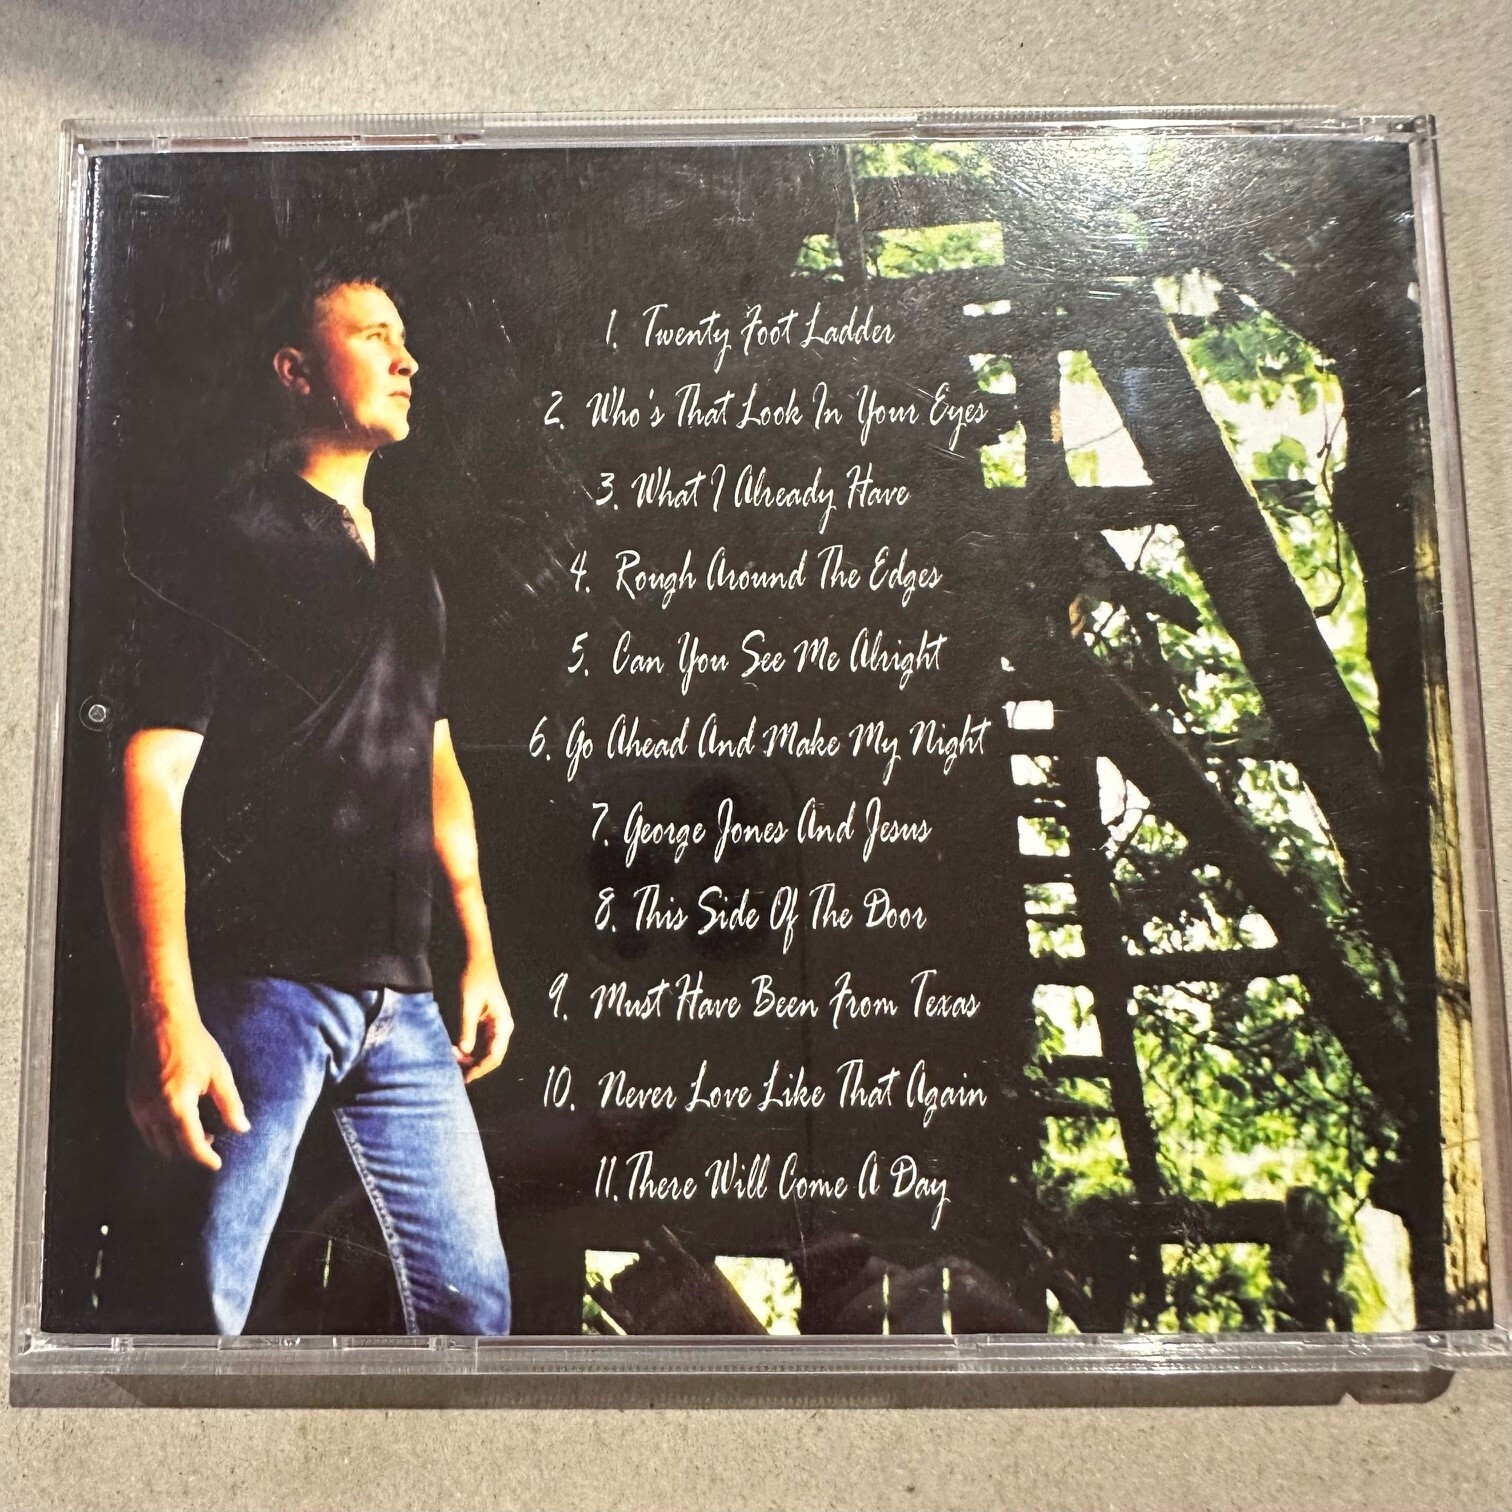 1. Twenty Foot Ladder
2. Who's That Look In Your Eyes
3. What I Already Have
4. Rough Around The Edges
5. Can You See Me Alright
6. Go Ahead And Make My Night
7. George Jones And Jesus
8. This Side Of The Door
9. Must Have Been From Texas
10. Never Love Like That Again
11. There Will Come A Day